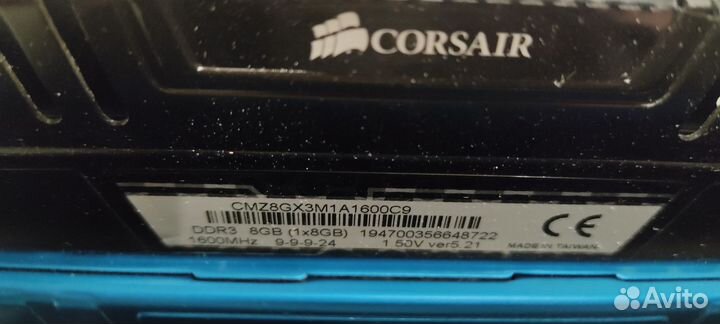 CORSAIR
CMZ8GX3M1A1600C9
DDR3 8GB (1x8GB) 194700356648722
1600MHz 9-9-9-24 1.50V ver5.21
CE
MADE IN TAIWAN
Avito